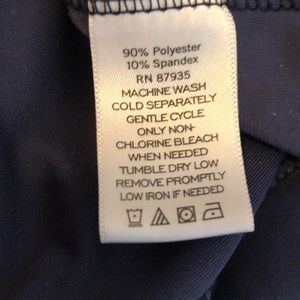 90% Polyester
10% Spandex
RN 87935
MACHINE WASH
COLD SEPARATELY
GENTLE CYCLE
ONLY NON-
CHLORINE BLEACH
WHEN NEEDED
TUMBLE DRY LOW
REMOVE PROMPTLY
LOW IRON IF NEEDED